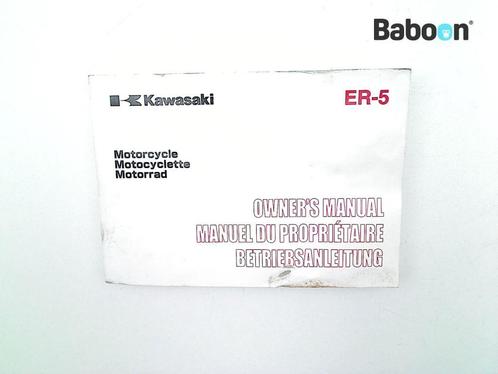 Baboon
Kawasaki
ER-5
Motorcycle
Motocyclette
Motorrad
OWNER'S MANUAL
MANUEL DU PROPRIÉTAIRE
BETRIEBSANLEITUNG